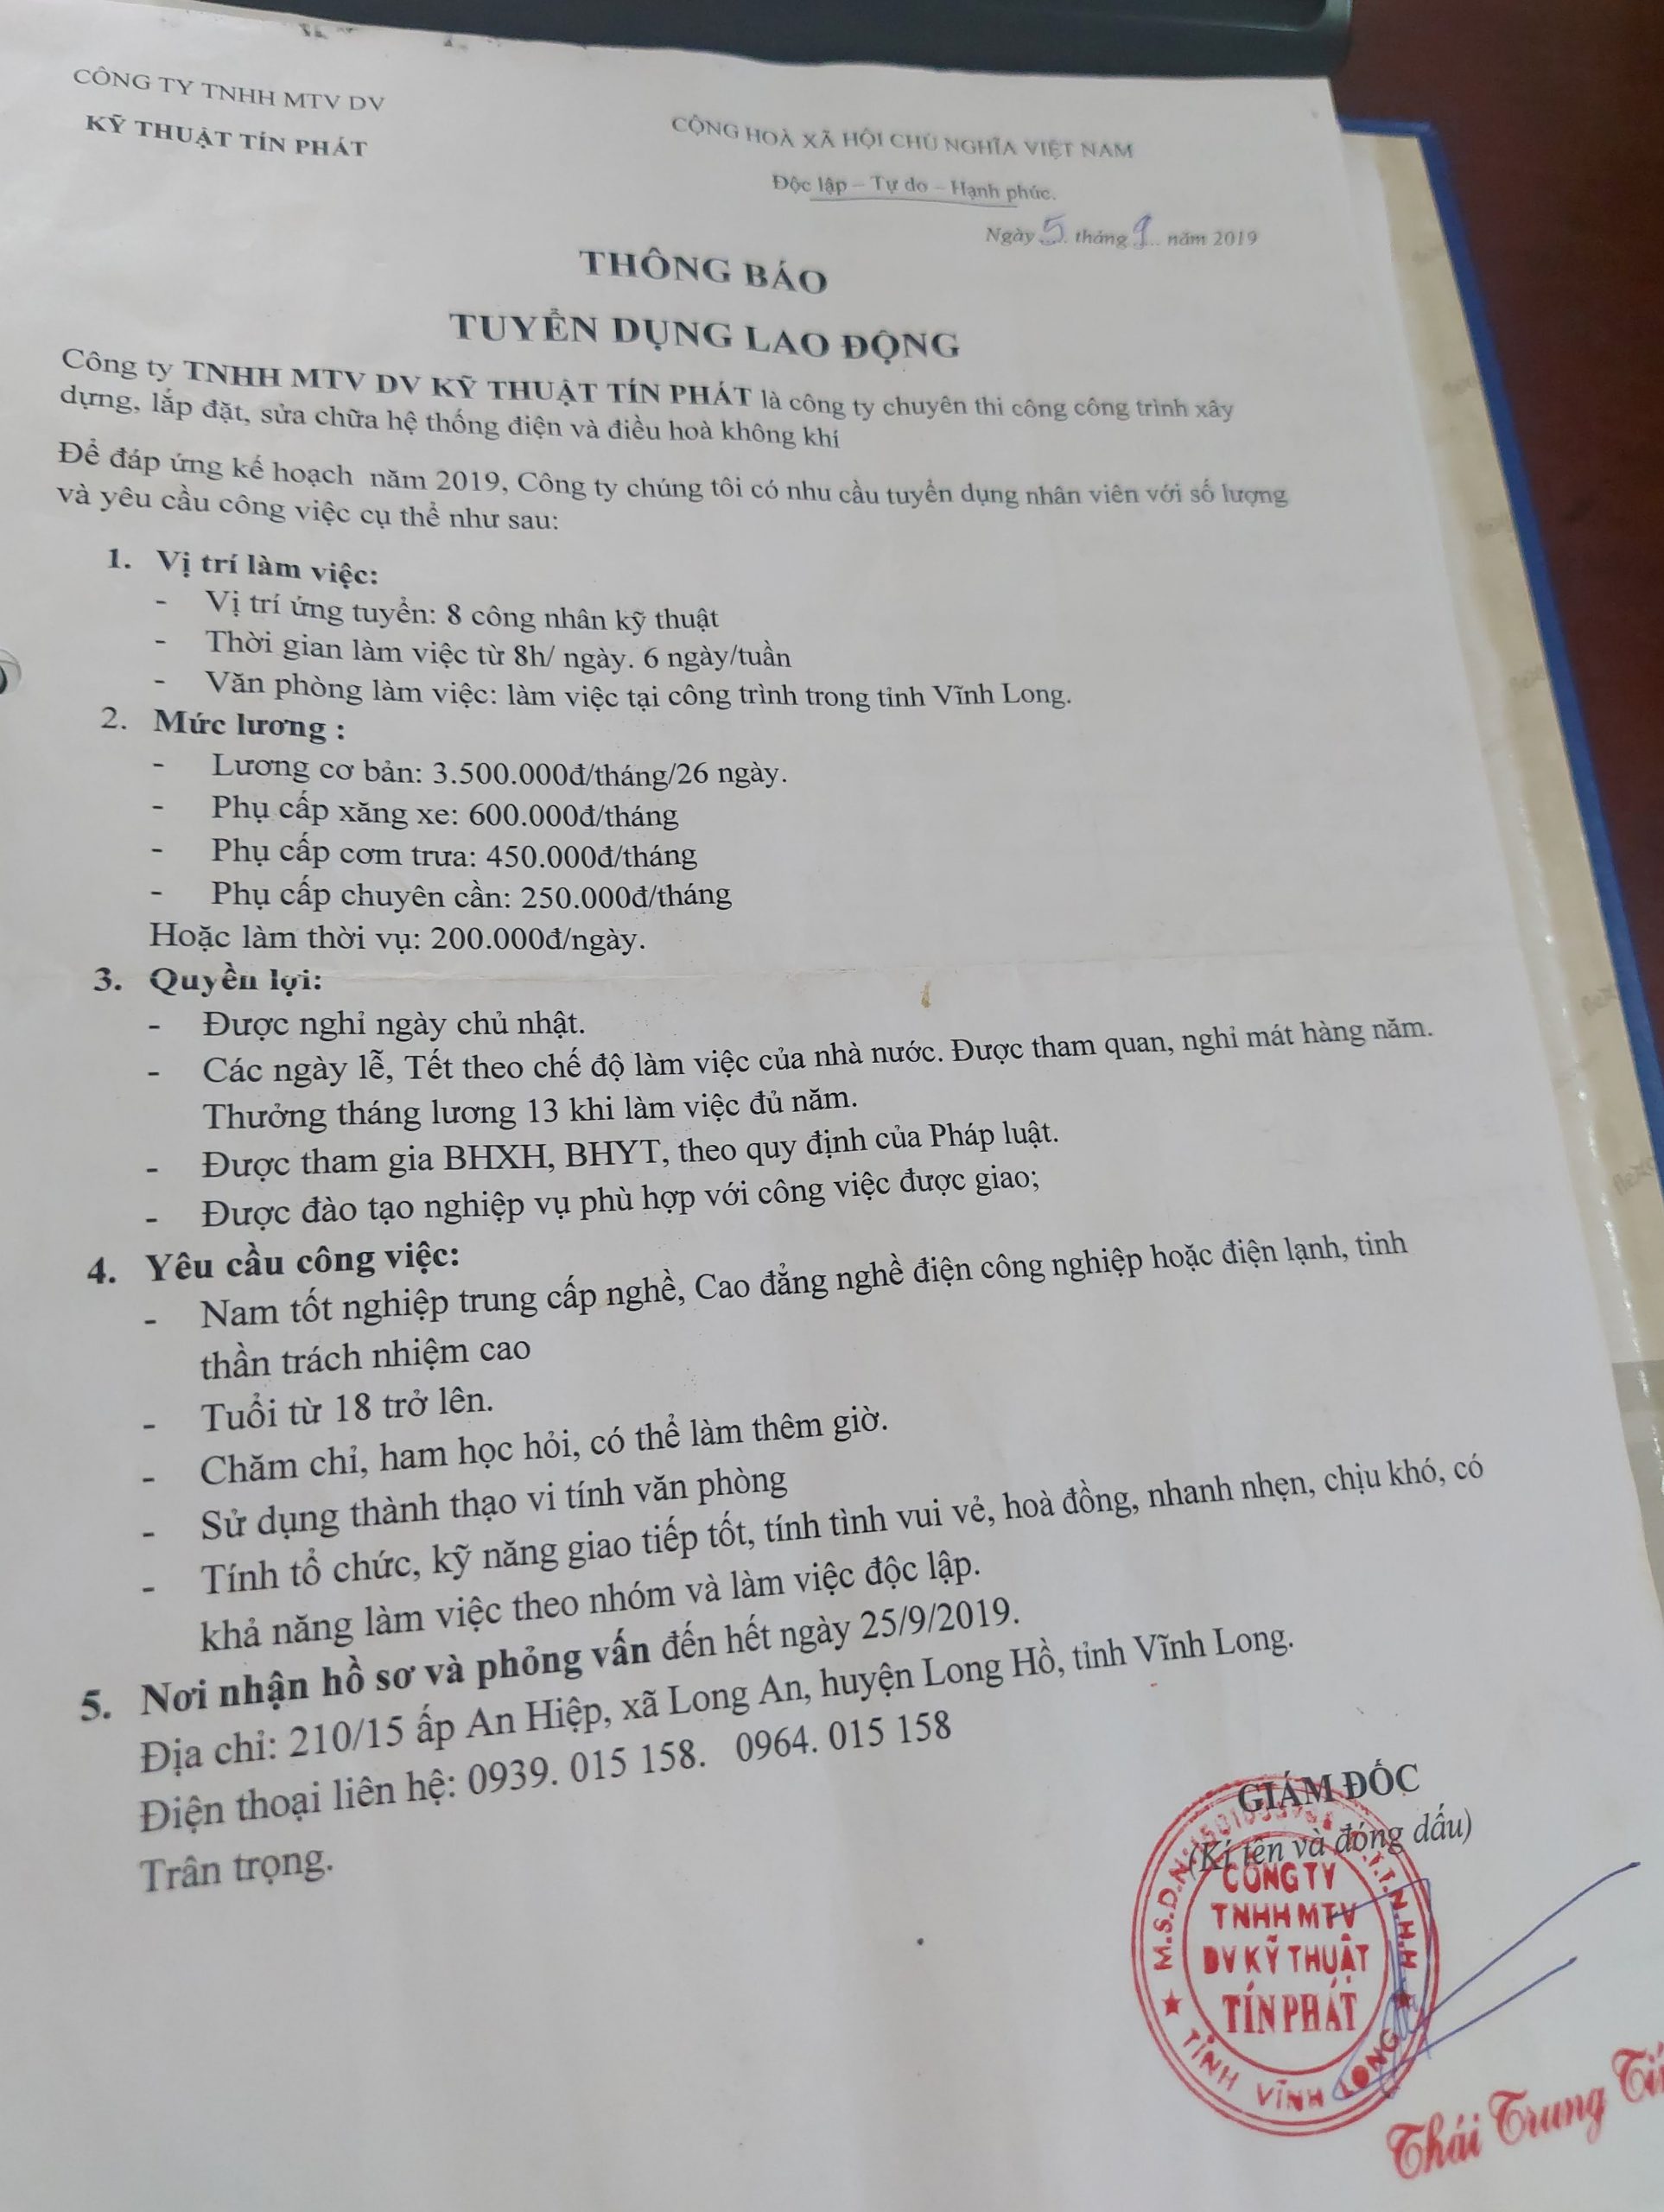 CÔNG TY TNHH MTV DV
KỸ THUẬT TÍN PHÁT
CỘNG HOÀ XÃ HỘI CHỦ NGHĨA VIỆT NAM
Độc lập – Tự do – Hạnh phúc.
Ngày 5 tháng 9 năm 2019
THÔNG BÁO
TUYỂN DỤNG LAO ĐỘNG
Công ty TNHH MTV DV KỸ THUẬT TÍN PHÁT là công ty chuyên thi công công trình xây
dựng, lắp đặt, sửa chữa hệ thống điện và điều hoà không khí
Để đáp ứng kế hoạch năm 2019, Công ty chúng tôi có nhu cầu tuyển dụng nhân viên với số lượng
và yêu cầu công việc cụ thể như sau:
1. Vị trí làm việc:
- Vị trí ứng tuyển: 8 công nhân kỹ thuật
- Thời gian làm việc từ 8h/ ngày. 6 ngày/tuần
- Văn phòng làm việc: làm việc tại công trình trong tỉnh Vĩnh Long.
2. Mức lương :
- Lương cơ bản: 3.500.000đ/tháng/26 ngày.
- Phụ cấp xăng xe: 600.000đ/tháng
- Phụ cấp cơm trưa: 450.000đ/tháng
- Phụ cấp chuyên cần: 250.000đ/tháng
Hoặc làm thời vụ: 200.000đ/ngày.
3. Quyền lợi:
- Được nghỉ ngày chủ nhật.
- Các ngày lễ, Tết theo chế độ làm việc của nhà nước. Được tham quan, nghỉ mát hàng năm.
Thưởng tháng lương 13 khi làm việc đủ năm.
- Được tham gia BHXH, BHYT, theo quy định của Pháp luật.
- Được đào tạo nghiệp vụ phù hợp với công việc được giao;
4. Yêu cầu công việc:
- Nam tốt nghiệp trung cấp nghề, Cao đẳng nghề điện công nghiệp hoặc điện lạnh, tinh
thần trách nhiệm cao
- Tuổi từ 18 trở lên.
- Chăm chỉ, ham học hỏi, có thể làm thêm giờ.
- Sử dụng thành thạo vi tính văn phòng
- Tính tổ chức, kỹ năng giao tiếp tốt, tính tình vui vẻ, hoà đồng, nhanh nhẹn, chịu khó, có
khả năng làm việc theo nhóm và làm việc độc lập.
5. Nơi nhận hồ sơ và phỏng vấn đến hết ngày 25/9/2019.
Địa chỉ: 210/15 ấp An Hiệp, xã Long An, huyện Long Hồ, tỉnh Vĩnh Long.
Điện thoại liên hệ: 0939. 015 158. 0964. 015 158
Trân trọng.
GIÁM ĐỐC
(Kí tên và đóng dấu)
M.S.D.N: T.T.N.H.H
CÔNG TY
TNHH MTV
DV KỸ THUẬT
TÍN PHÁT
TỈNH VĨNH LONG
Thái Trung